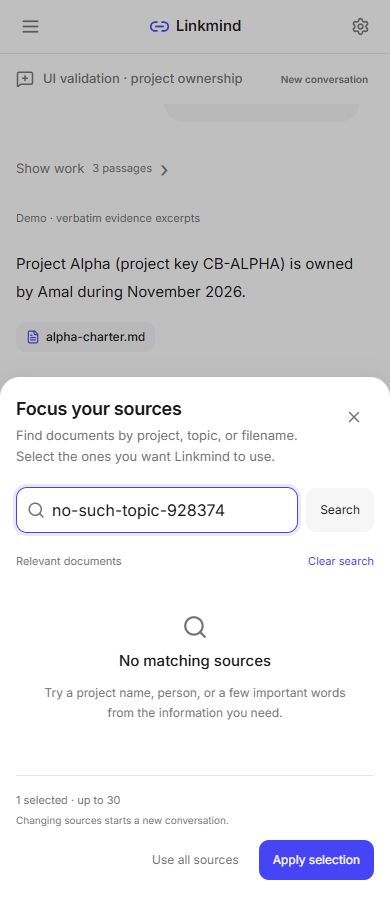 Linkmind
UI validation · project ownership
New conversation
Show work 3 passages
Demo · verbatim evidence excerpts
Project Alpha (project key CB-ALPHA) is owned
by Amal during November 2026.
alpha-charter.md
Focus your sources
Find documents by project, topic, or filename.
Select the ones you want Linkmind to use.
no-such-topic-928374
Search
Relevant documents
Clear search
No matching sources
Try a project name, person, or a few important words
from the information you need.
1 selected · up to 30
Changing sources starts a new conversation.
Use all sources
Apply selection